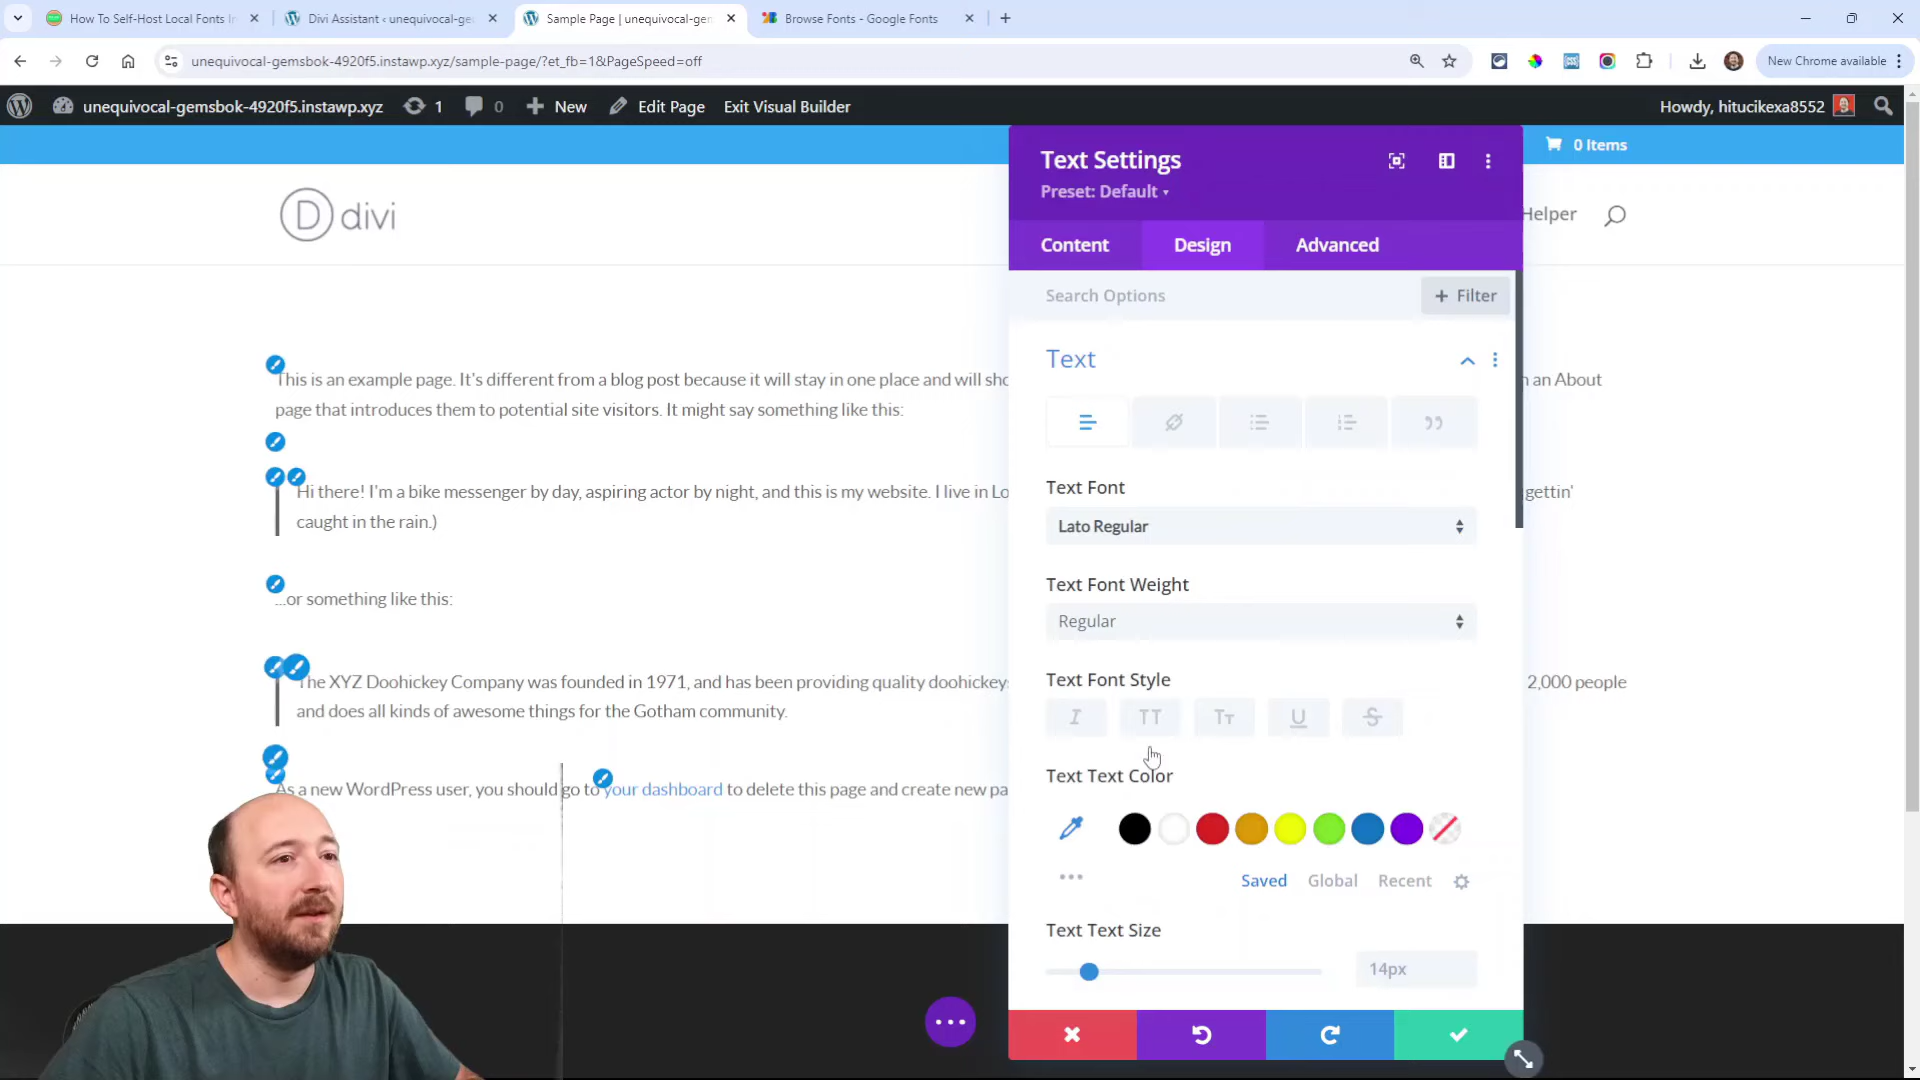 How To Self-Host Local Fonts In
Divi Assistant ‹ unequivocal-ge
Sample Page | unequivocal-gem
Browse Fonts - Google Fonts
unequivocal-gemsbok-4920f5.instawp.xyz/sample-page/?et_fb=1&PageSpeed=off
New Chrome available
unequivocal-gemsbok-4920f5.instawp.xyz
1
0
New
Edit Page
Exit Visual Builder
Howdy, hitucikexa8552
0 Items
D divi
Helper
Text Settings
Preset: Default
Content
Design
Advanced
Search Options
+ Filter
This is an example page. It's different from a blog post because it will stay in one place and will sho
n an About
page that introduces them to potential site visitors. It might say something like this:
Hi there! I'm a bike messenger by day, aspiring actor by night, and this is my website. I live in Lo
gettin'
caught in the rain.)
...or something like this:
The XYZ Doohickey Company was founded in 1971, and has been providing quality doohickey
2,000 people
and does all kinds of awesome things for the Gotham community.
As a new WordPress user, you should go to your dashboard to delete this page and create new pa
Text
Text Font
Lato Regular
Text Font Weight
Regular
Text Font Style
I
TT
TT
U
S
Text Text Color
Saved
Global
Recent
Text Text Size
14px